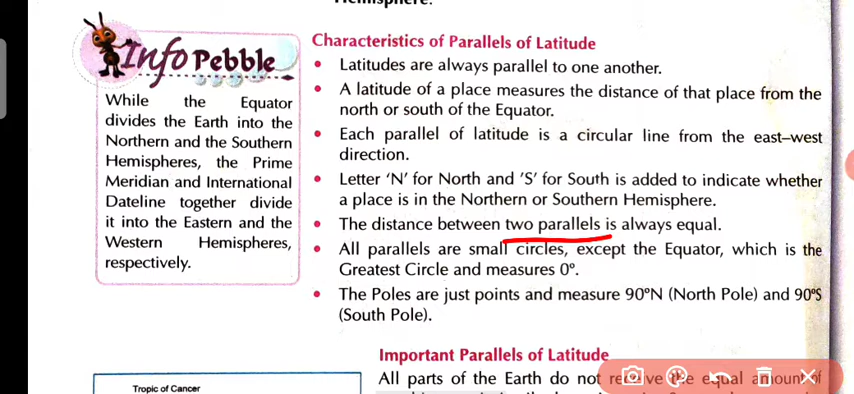 Hemisphere.
Info Pebble
While the Equator
divides the Earth into the
Northern and the Southern
Hemispheres, the Prime
Meridian and International
Dateline together divide
it into the Eastern and the
Western Hemispheres,
respectively.
Characteristics of Parallels of Latitude
• Latitudes are always parallel to one another.
• A latitude of a place measures the distance of that place from the
north or south of the Equator.
• Each parallel of latitude is a circular line from the east–west
direction.
• Letter 'N' for North and 'S' for South is added to indicate whether
a place is in the Northern or Southern Hemisphere.
• The distance between two parallels is always equal.
• All parallels are small circles, except the Equator, which is the
Greatest Circle and measures 0°.
• The Poles are just points and measure 90°N (North Pole) and 90°S
(South Pole).
Important Parallels of Latitude
All parts of the Earth do not receive the equal amount of
Tropic of Cancer